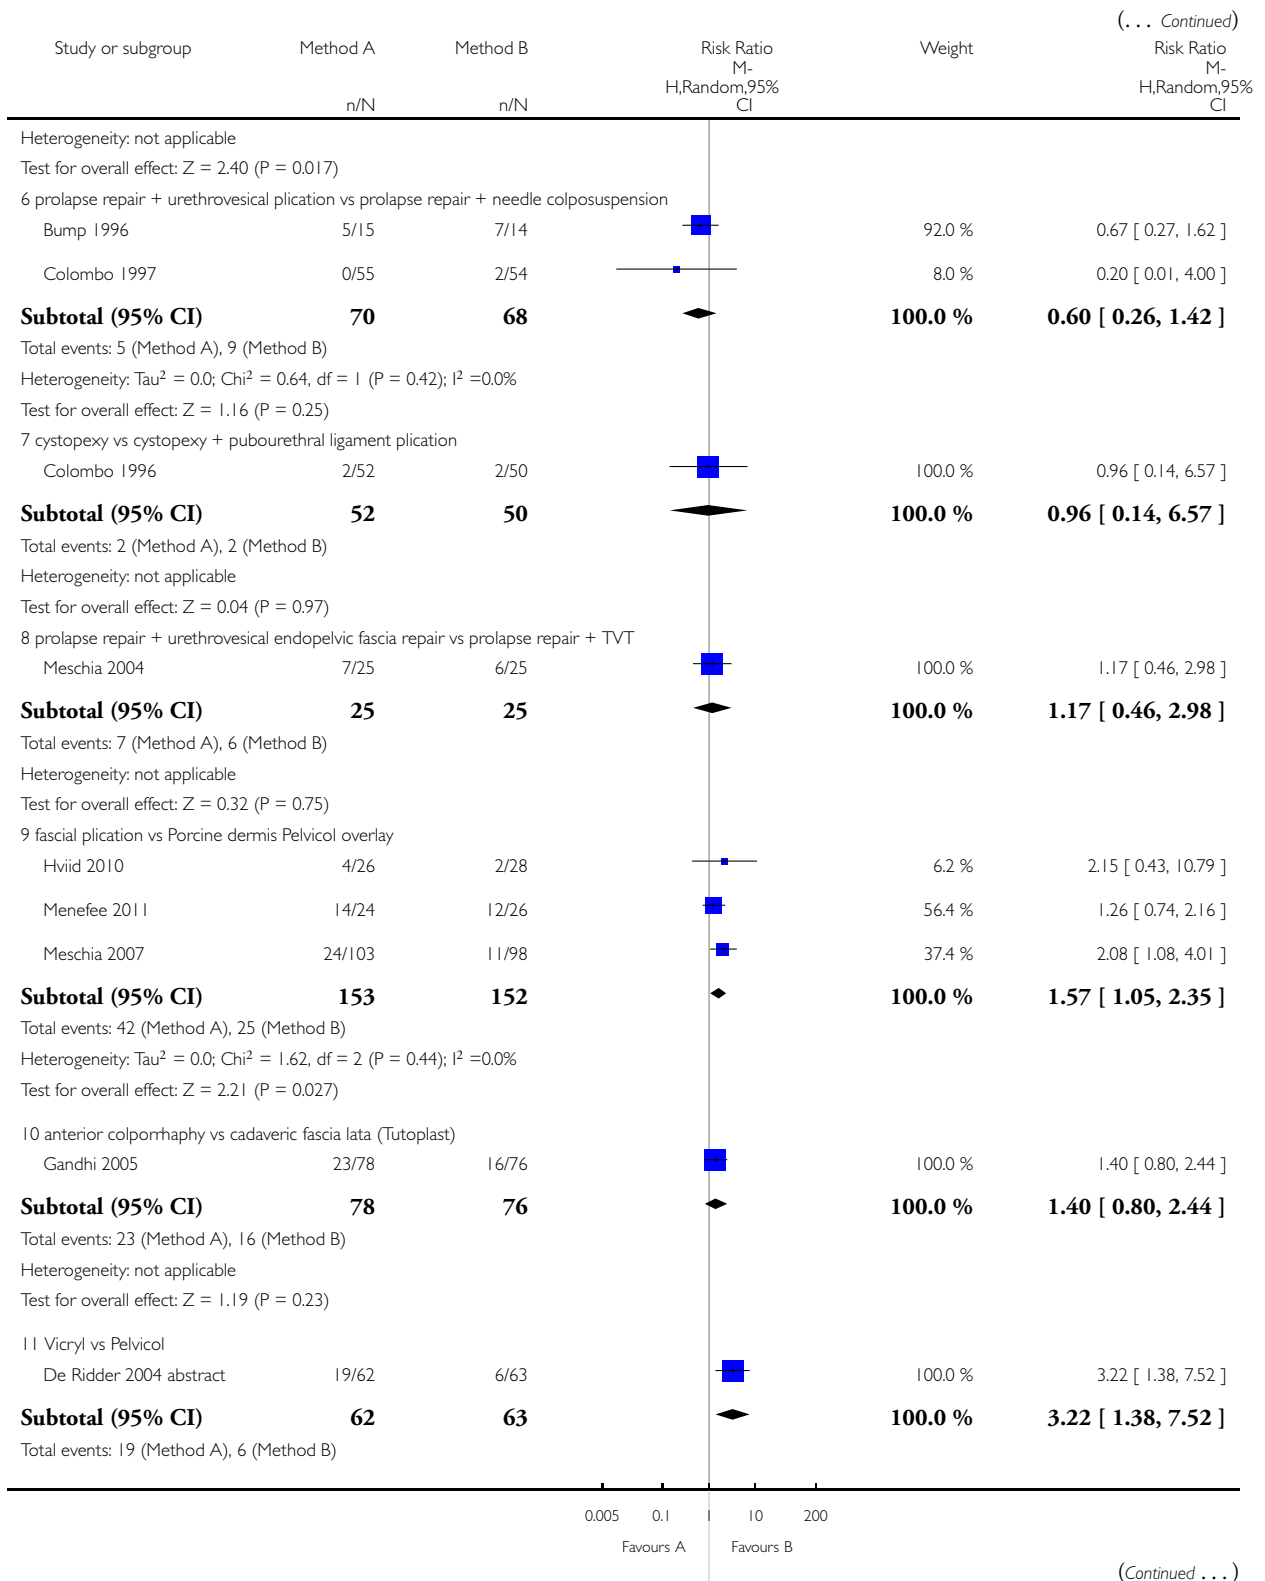 (. . . Continued)
Study or subgroup Method A Method B Risk Ratio Weight Risk Ratio
M- M-
H,Random,95% H,Random,95%
n/N n/N CI CI
Heterogeneity: not applicable
Test for overall effect: Z = 2.40 (P = 0.017)
6 prolapse repair + urethrovesical plication vs prolapse repair + needle colposuspension
Bump 1996 5/15 7/14 92.0 % 0.67 [ 0.27, 1.62 ]
Colombo 1997 0/55 2/54 8.0 % 0.20 [ 0.01, 4.00 ]
Subtotal (95% CI) 70 68 100.0 % 0.60 [ 0.26, 1.42 ]
Total events: 5 (Method A), 9 (Method B)
Heterogeneity: Tau² = 0.0; Chi² = 0.64, df = 1 (P = 0.42); I² =0.0%
Test for overall effect: Z = 1.16 (P = 0.25)
7 cystopexy vs cystopexy + pubourethral ligament plication
Colombo 1996 2/52 2/50 100.0 % 0.96 [ 0.14, 6.57 ]
Subtotal (95% CI) 52 50 100.0 % 0.96 [ 0.14, 6.57 ]
Total events: 2 (Method A), 2 (Method B)
Heterogeneity: not applicable
Test for overall effect: Z = 0.04 (P = 0.97)
8 prolapse repair + urethrovesical endopelvic fascia repair vs prolapse repair + TVT
Meschia 2004 7/25 6/25 100.0 % 1.17 [ 0.46, 2.98 ]
Subtotal (95% CI) 25 25 100.0 % 1.17 [ 0.46, 2.98 ]
Total events: 7 (Method A), 6 (Method B)
Heterogeneity: not applicable
Test for overall effect: Z = 0.32 (P = 0.75)
9 fascial plication vs Porcine dermis Pelvicol overlay
Hviid 2010 4/26 2/28 6.2 % 2.15 [ 0.43, 10.79 ]
Menefee 2011 14/24 12/26 56.4 % 1.26 [ 0.74, 2.16 ]
Meschia 2007 24/103 11/98 37.4 % 2.08 [ 1.08, 4.01 ]
Subtotal (95% CI) 153 152 100.0 % 1.57 [ 1.05, 2.35 ]
Total events: 42 (Method A), 25 (Method B)
Heterogeneity: Tau² = 0.0; Chi² = 1.62, df = 2 (P = 0.44); I² =0.0%
Test for overall effect: Z = 2.21 (P = 0.027)
10 anterior colporrhaphy vs cadaveric fascia lata (Tutoplast)
Gandhi 2005 23/78 16/76 100.0 % 1.40 [ 0.80, 2.44 ]
Subtotal (95% CI) 78 76 100.0 % 1.40 [ 0.80, 2.44 ]
Total events: 23 (Method A), 16 (Method B)
Heterogeneity: not applicable
Test for overall effect: Z = 1.19 (P = 0.23)
11 Vicryl vs Pelvicol
De Ridder 2004 abstract 19/62 6/63 100.0 % 3.22 [ 1.38, 7.52 ]
Subtotal (95% CI) 62 63 100.0 % 3.22 [ 1.38, 7.52 ]
Total events: 19 (Method A), 6 (Method B)
0.005 0.1 1 10 200
Favours A Favours B
(Continued . . . )